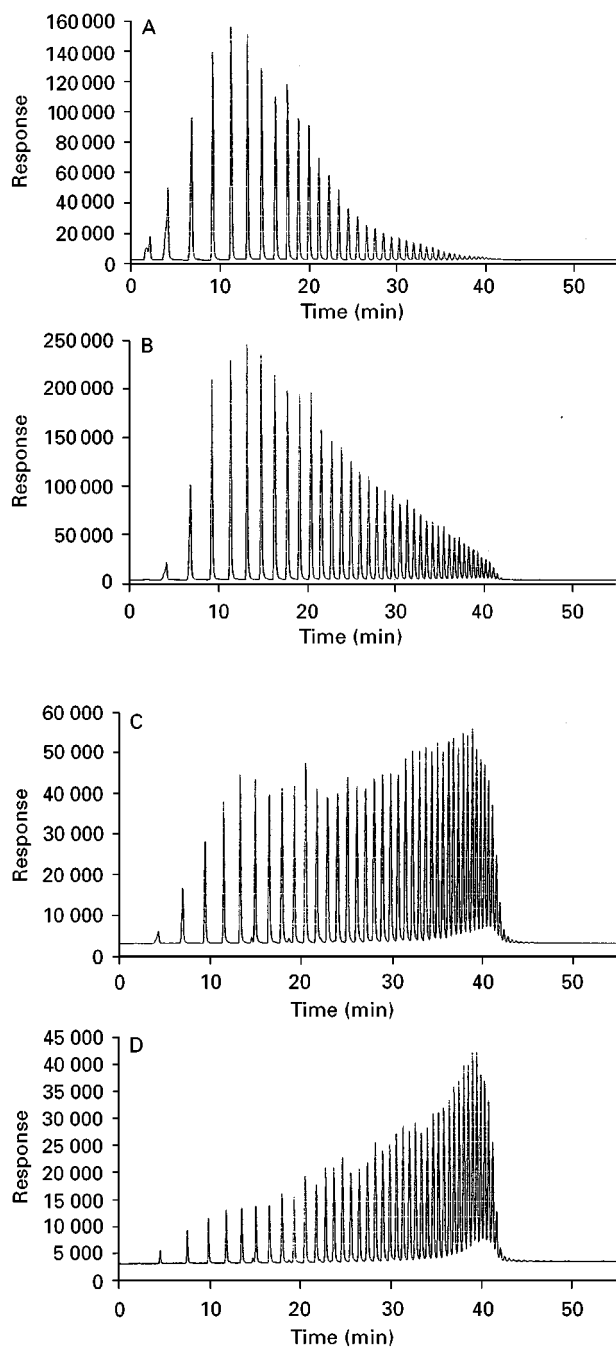 A
160 000
140 000
120 000
100 000
80 000
60 000
40 000
20 000
0
Response
0 10 20 30 40 50
Time (min)
B
250 000
200 000
150 000
100 000
50 000
0
Response
0 10 20 30 40 50
Time (min)
C
60 000
50 000
40 000
30 000
20 000
10 000
0
Response
0 10 20 30 40 50
Time (min)
D
45 000
40 000
35 000
30 000
25 000
20 000
15 000
10 000
5 000
0
Response
0 10 20 30 40 50
Time (min)